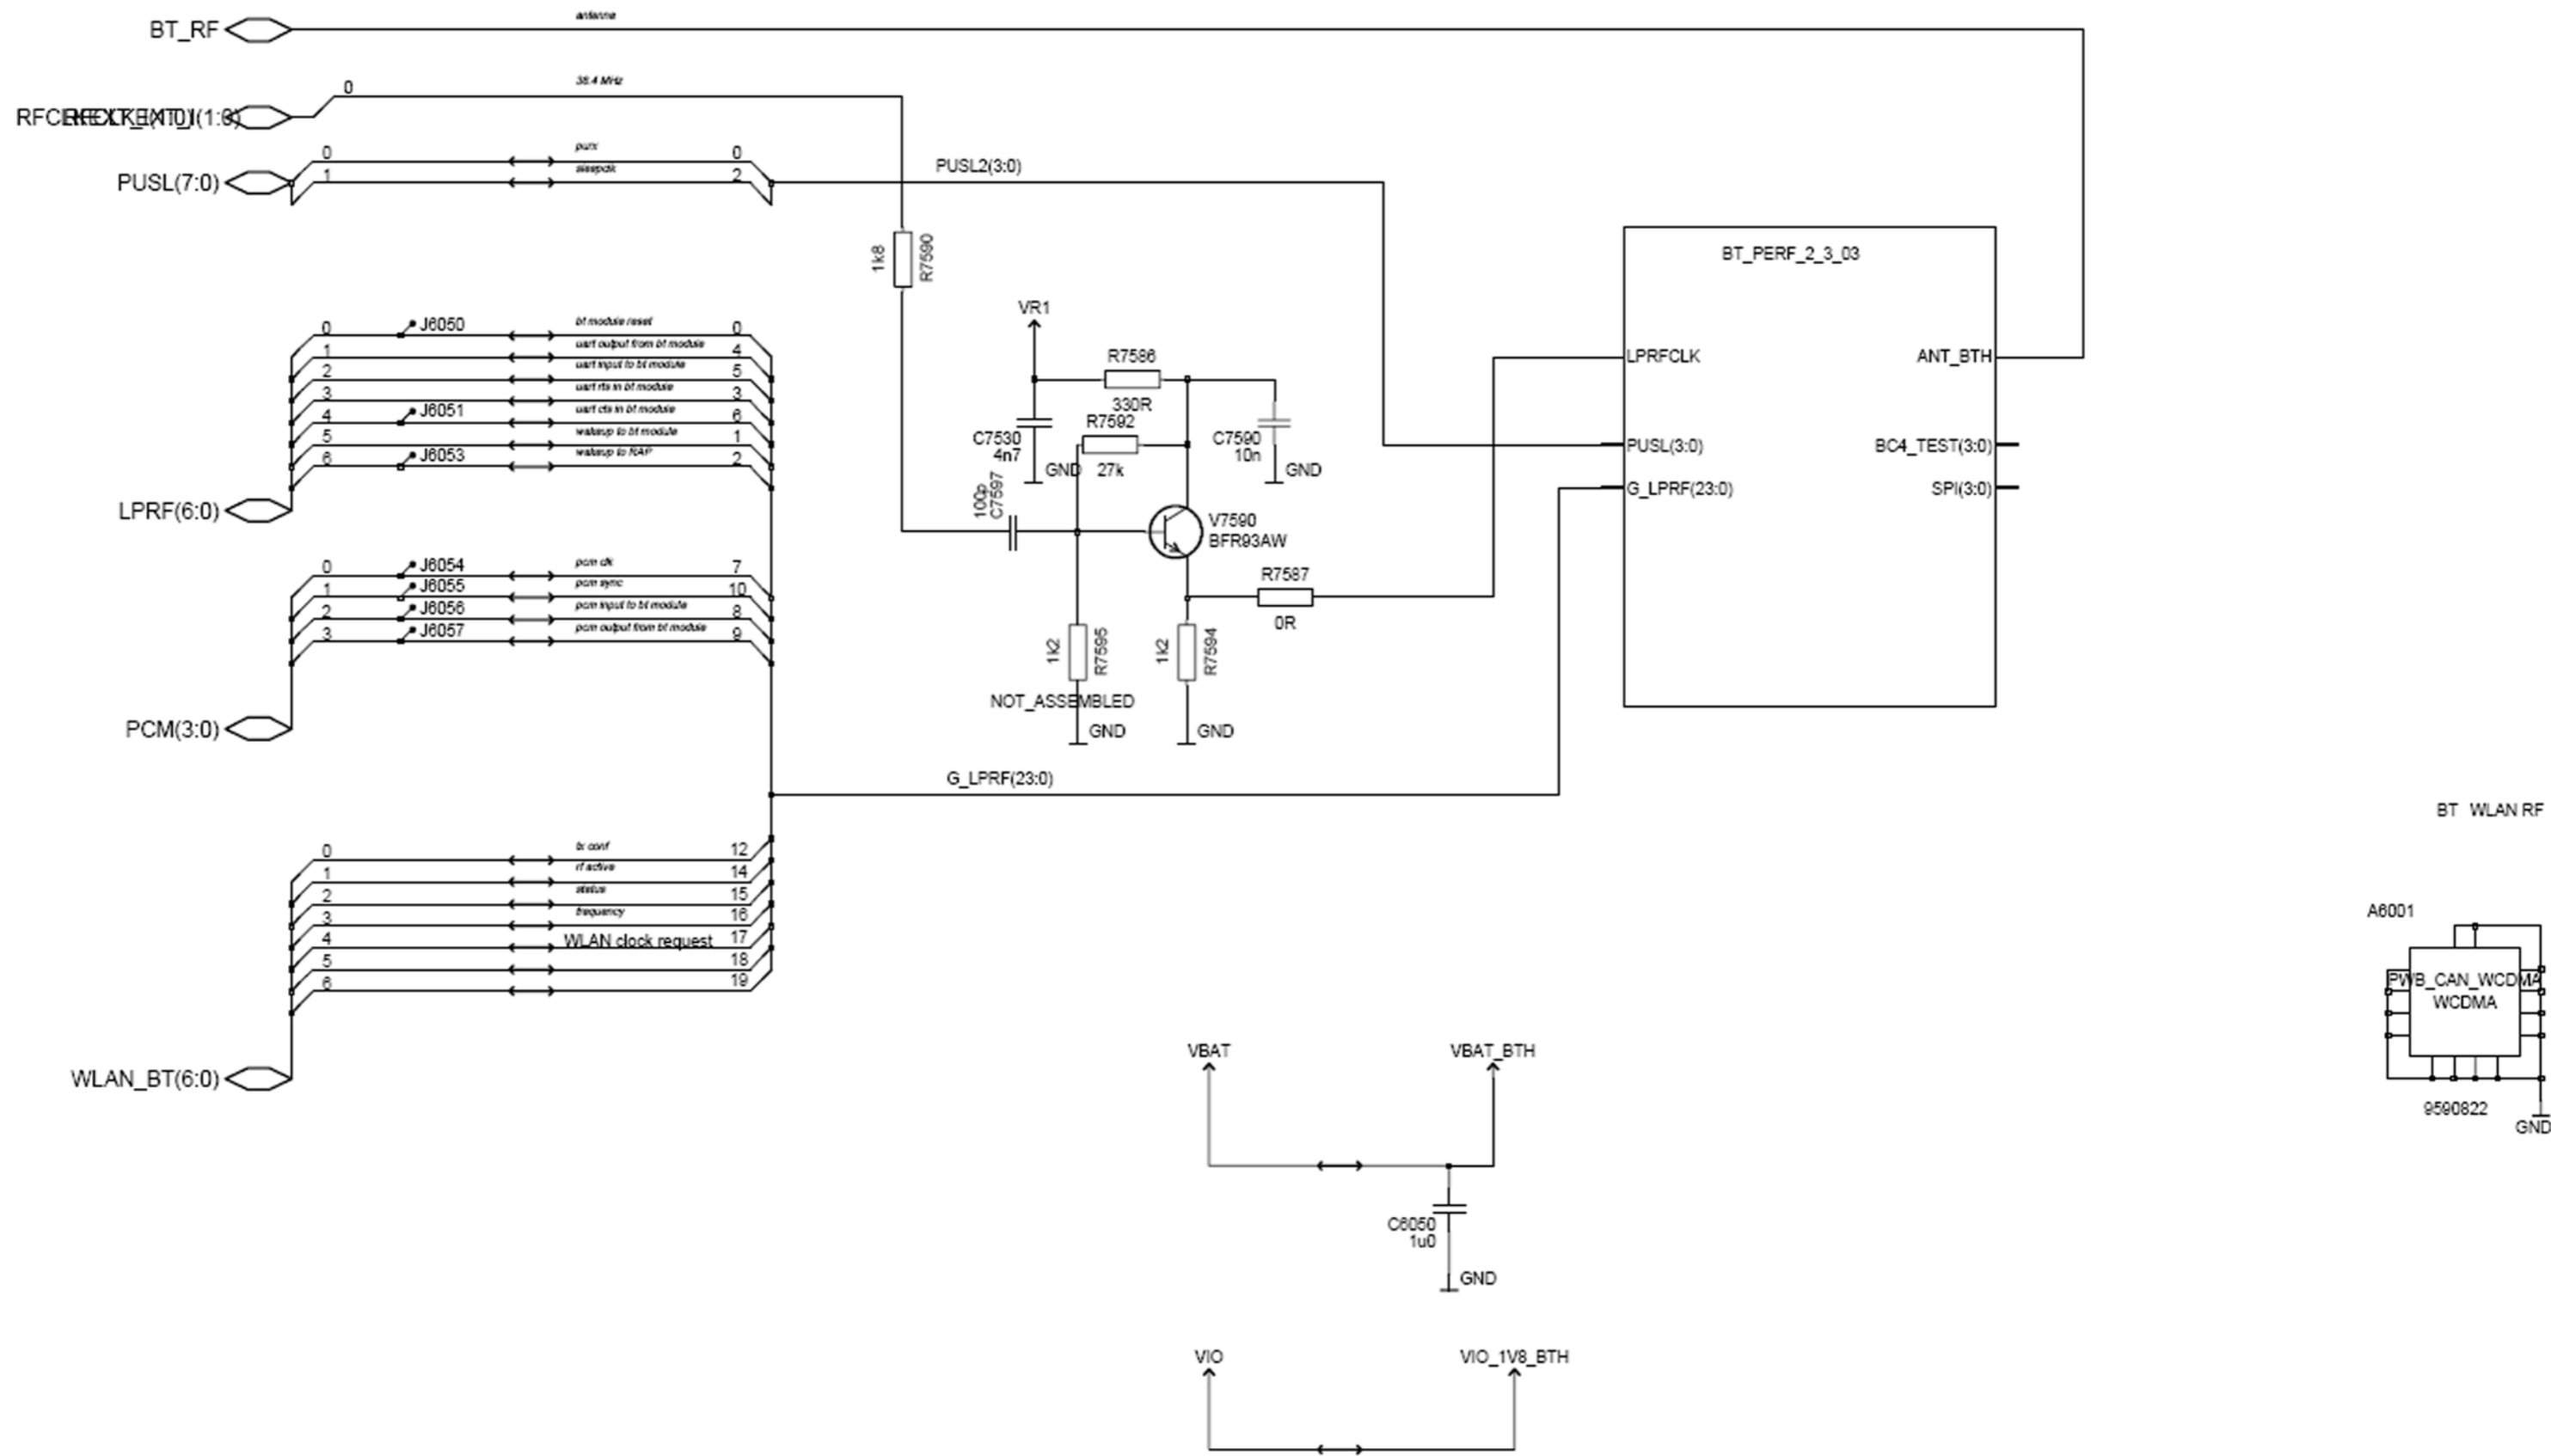 BT_RF
antenne
38.4 MHz
0
PUSL(7:0)
0
purx
0
1
sleepclk
2
PUSL2(3:0)
1k8
R7590
BT_PERF_2_3_03
LPRFCLK
ANT_BTH
PUSL(3:0)
BC4_TEST(3:0)
G_LPRF(23:0)
SPI(3:0)
LPRF(6:0)
0
J6050
bt module reset
0
1
uart output from bt module
4
2
uart input to bt module
5
3
uart rts in bt module
3
4
J6051
uart cts in bt module
6
5
wakeup to bt module
1
6
J6053
wakeup to RAP
2
VR1
R7586
330R
R7592
27k
C7530
4n7
GND
C7590
10n
GND
100p
C7597
V7590
BFR93AW
R7587
0R
1k2
R7595
NOT_ASSEMBLED
GND
1k2
R7594
GND
PCM(3:0)
0
J6054
pcm clk
7
1
J6055
pcm sync
10
2
J6056
pcm input to bt module
8
3
J6057
pcm output from bt module
9
G_LPRF(23:0)
WLAN_BT(6:0)
0
tx conf
12
1
rf active
14
2
status
15
3
frequency
16
4
WLAN clock request
17
5
18
6
19
BT WLAN RF
A6001
PWB_CAN_WCDMA
WCDMA
9590822
GND
VBAT
VBAT_BTH
C6050
1u0
GND
VIO
VIO_1V8_BTH